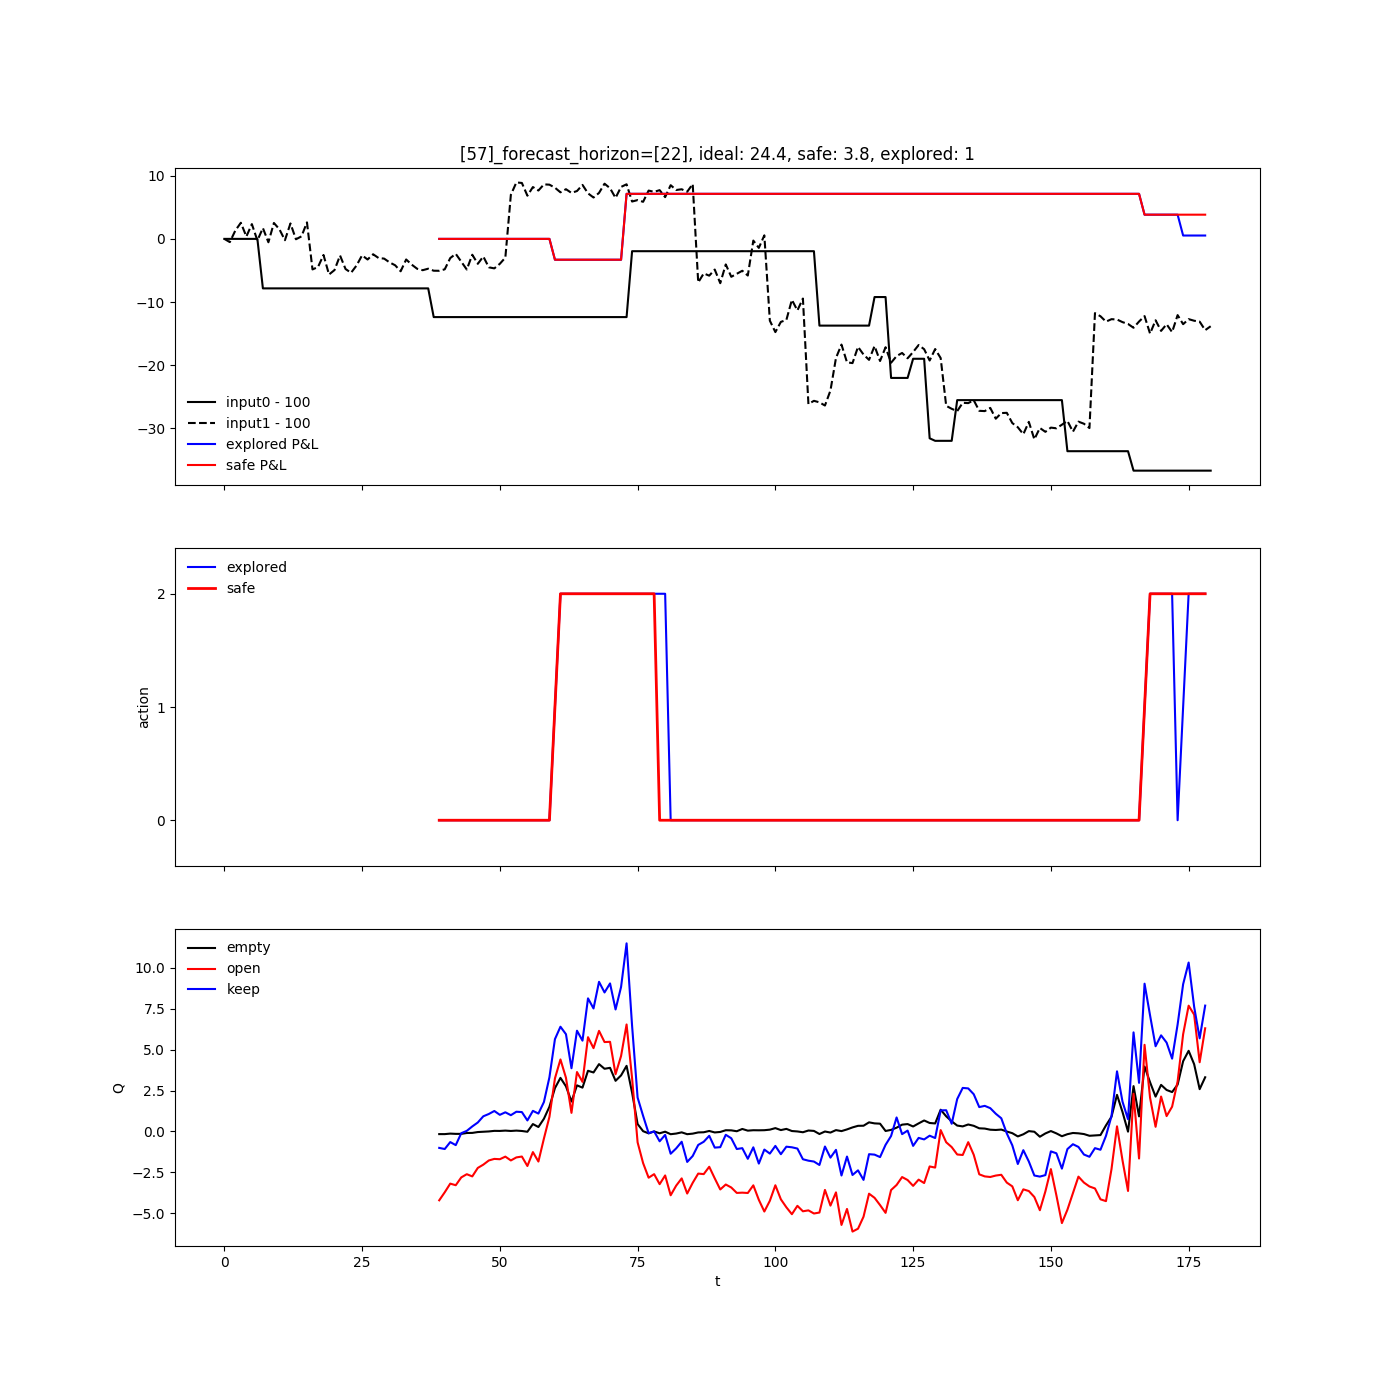 [57]_forecast_horizon=[22], ideal: 24.4, safe: 3.8, explored: 1
10
0
−10
−20
−30
input0 - 100
input1 - 100
explored P&L
safe P&L
explored
safe
2
1
0
action
empty
open
keep
10.0
7.5
5.0
2.5
0.0
−2.5
−5.0
Q
0 25 50 75 100 125 150 175
t